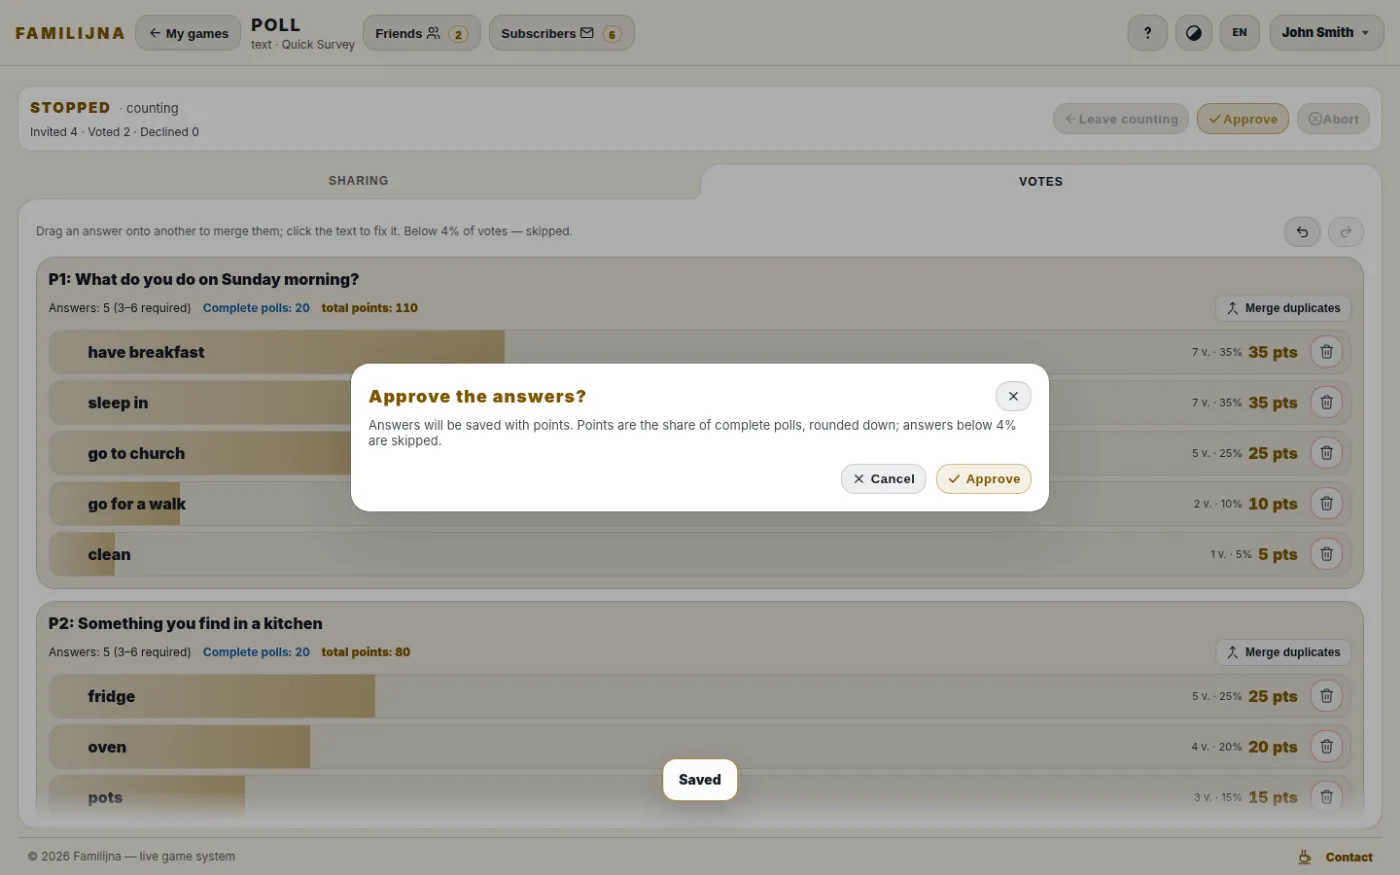 FAMILIJNA
My games
POLL
text · Quick Survey
Friends 2
Subscribers 6
?
EN
John Smith
STOPPED · counting
Invited 4 · Voted 2 · Declined 0
Leave counting
Approve
Abort
SHARING
VOTES
Drag an answer onto another to merge them; click the text to fix it. Below 4% of votes — skipped.
P1: What do you do on Sunday morning?
Answers: 5 (3–6 required) Complete polls: 20 total points: 110
Merge duplicates
have breakfast
7 v. · 35% 35 pts
sleep in
7 v. · 35% 35 pts
go to church
5 v. · 25% 25 pts
go for a walk
2 v. · 10% 10 pts
clean
1 v. · 5% 5 pts
Approve the answers?
Answers will be saved with points. Points are the share of complete polls, rounded down; answers below 4%
are skipped.
Cancel
Approve
P2: Something you find in a kitchen
Answers: 5 (3–6 required) Complete polls: 20 total points: 80
Merge duplicates
fridge
5 v. · 25% 25 pts
oven
4 v. · 20% 20 pts
pots
3 v. · 15% 15 pts
Saved
© 2026 Familijna — live game system
Contact